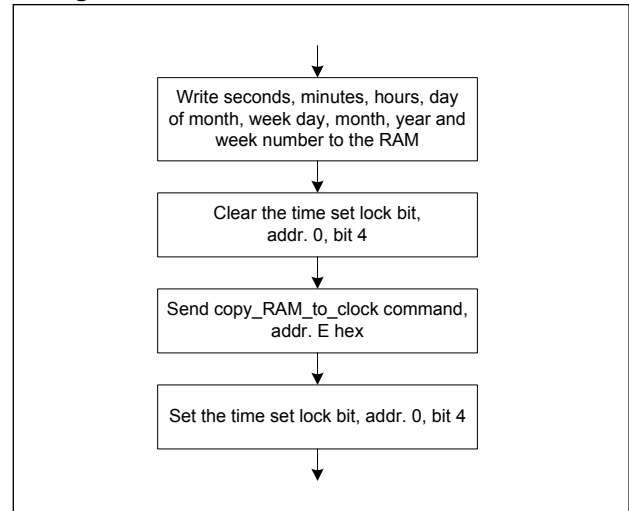 Write seconds, minutes, hours, day
of month, week day, month, year and
week number to the RAM
Clear the time set lock bit,
addr. 0, bit 4
Send copy_RAM_to_clock command,
addr. E hex
Set the time set lock bit, addr. 0, bit 4